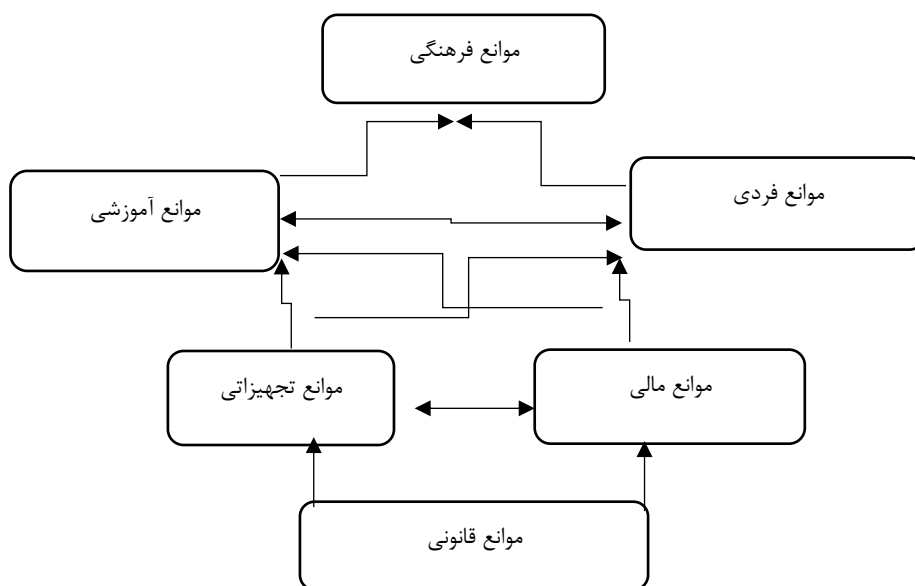 موانع فرهنگی
موانع فردی
موانع آموزشی
موانع مالی
موانع تجهیزاتی
موانع قانونی